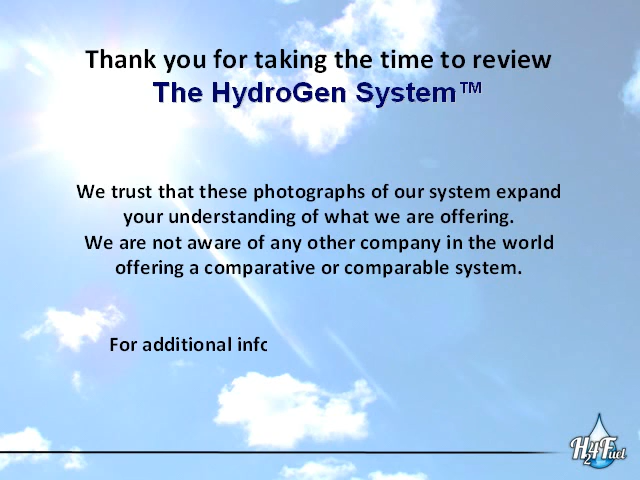 Thank you for taking the time to review
The HydroGen System™
We trust that these photographs of our system expand
your understanding of what we are offering.
We are not aware of any other company in the world
offering a comparative or comparable system.
For additional
H24Fuel